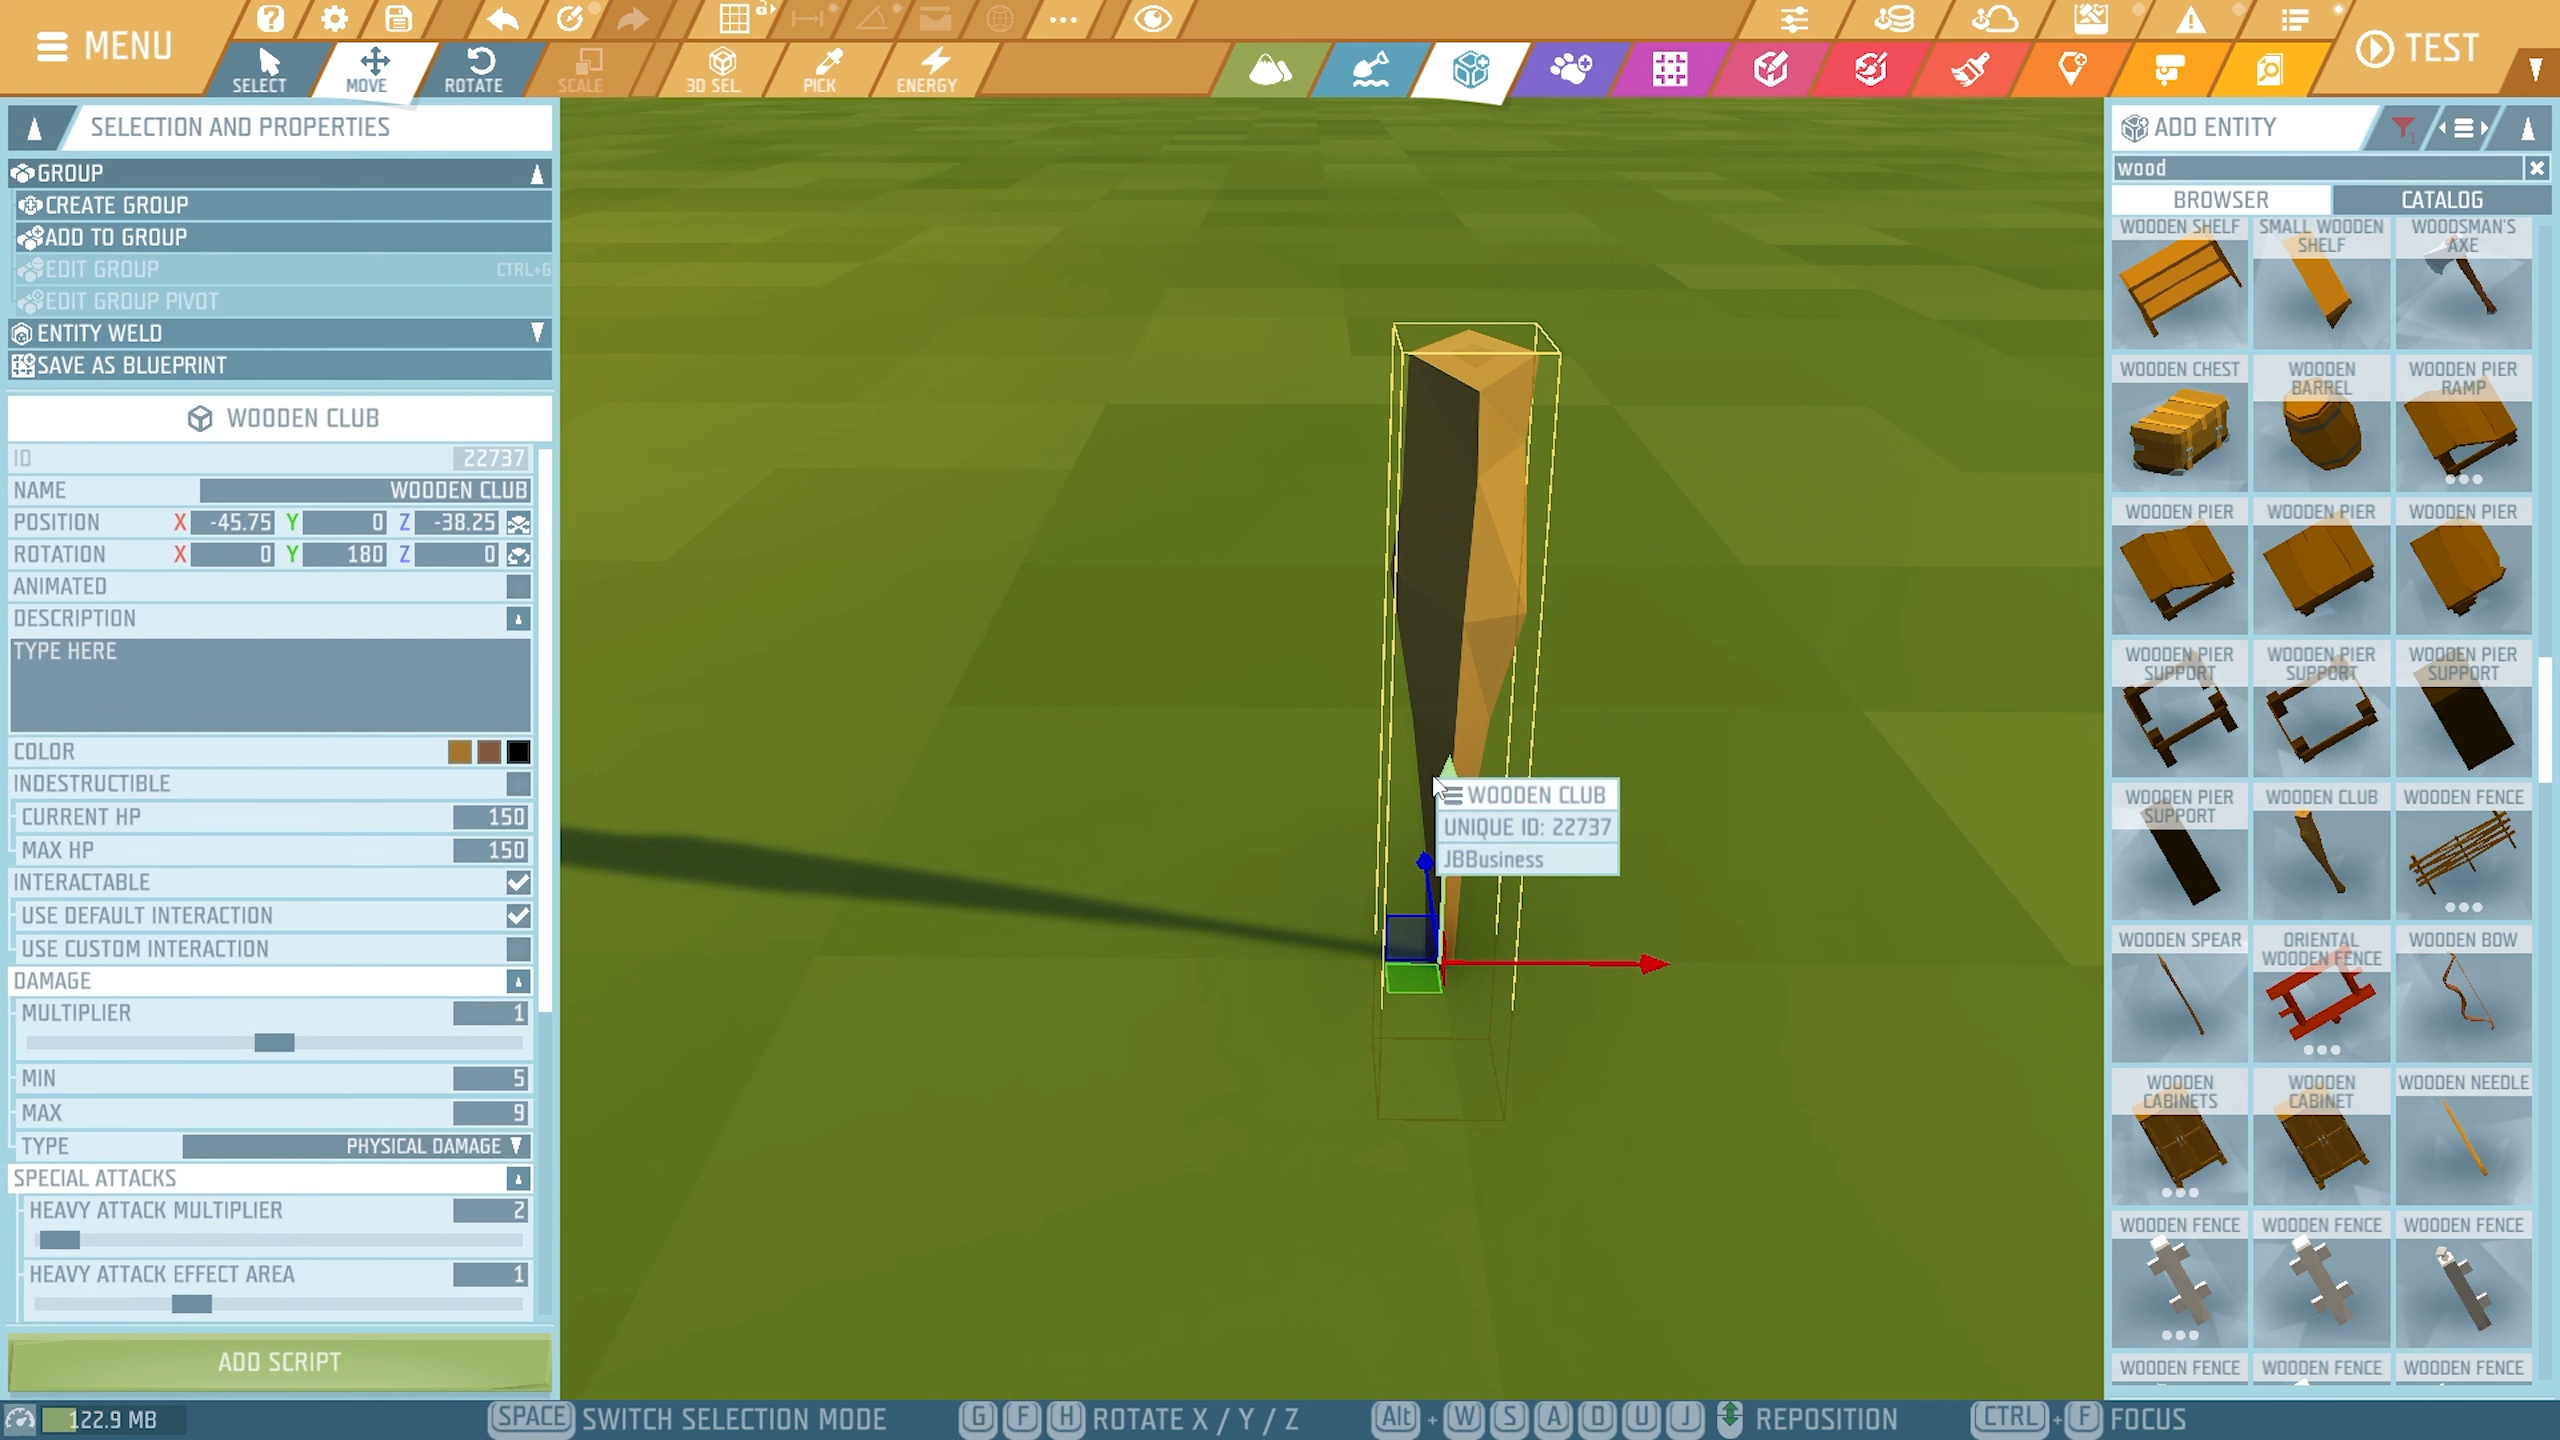 MENU
SELECT
MOVE
ROTATE
SCALE
3D SEL.
PICK
ENERGY
TEST
SELECTION AND PROPERTIES
GROUP
CREATE GROUP
ADD TO GROUP
EDIT GROUP CTRL+G
EDIT GROUP PIVOT
ENTITY WELD
SAVE AS BLUEPRINT
WOODEN CLUB
ID 22737
NAME WOODEN CLUB
POSITION X -45.75 Y 0 Z -38.25
ROTATION X 0 Y 180 Z 0
ANIMATED
DESCRIPTION
TYPE HERE
COLOR
INDESTRUCTIBLE
CURRENT HP 150
MAX HP 150
INTERACTABLE
USE DEFAULT INTERACTION
USE CUSTOM INTERACTION
DAMAGE
MULTIPLIER 1
MIN 5
MAX 9
TYPE PHYSICAL DAMAGE
SPECIAL ATTACKS
HEAVY ATTACK MULTIPLIER 2
HEAVY ATTACK EFFECT AREA 1
ADD SCRIPT
WOODEN CLUB
UNIQUE ID: 22737
JBBusiness
ADD ENTITY
1
wood
BROWSER CATALOG
WOODEN SHELF
SMALL WOODEN
SHELF
WOODSMAN'S
AXE
WOODEN CHEST
WOODEN
BARREL
WOODEN PIER
RAMP
WOODEN PIER
WOODEN PIER
WOODEN PIER
WOODEN PIER
SUPPORT
WOODEN PIER
SUPPORT
WOODEN PIER
SUPPORT
WOODEN PIER
SUPPORT
WOODEN CLUB
WOODEN FENCE
WOODEN SPEAR
ORIENTAL
WOODEN FENCE
WOODEN BOW
WOODEN
CABINETS
WOODEN
CABINET
WOODEN NEEDLE
WOODEN FENCE
WOODEN FENCE
WOODEN FENCE
WOODEN FENCE
WOODEN FENCE
WOODEN FENCE
122.9 MB
SPACE SWITCH SELECTION MODE
G F H ROTATE X / Y / Z
Alt + W S A D U J REPOSITION
CTRL + F FOCUS